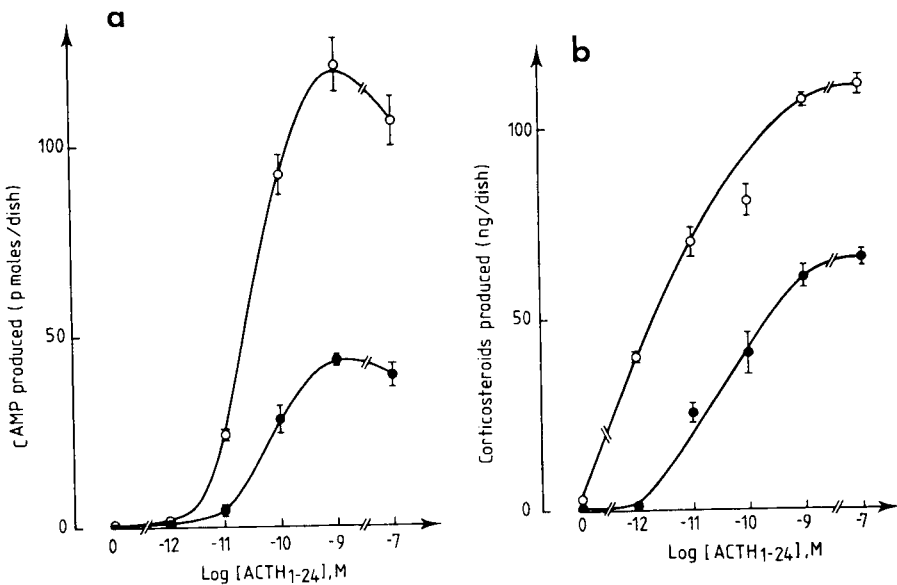 a
CAMP produced (pmoles/dish)
100
50
0
0 -12 -11 -10 -9 -7
Log [ACTH1-24], M
b
Corticosteroids produced (ng/dish)
100
50
0
0 -12 -11 -10 -9 -7
Log [ACTH1-24], M